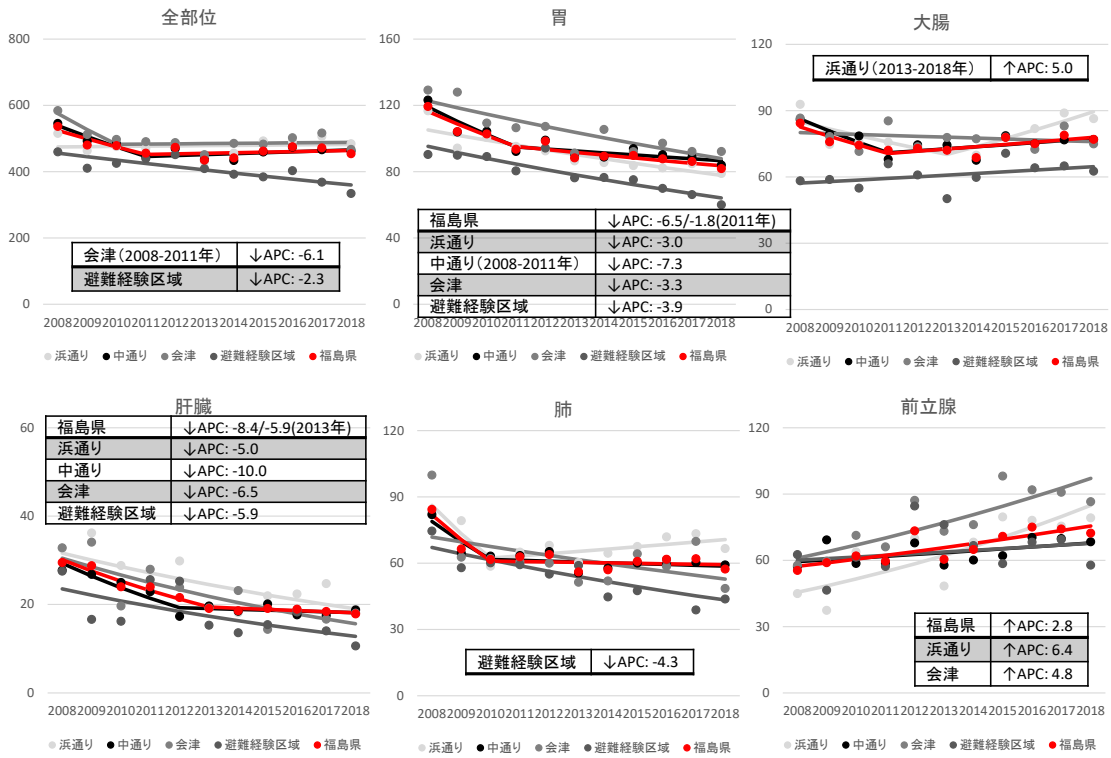 全部位
800
600
400
200
0
会津（2008-2011年） ↓APC: -6.1
避難経験区域 ↓APC: -2.3
2008 2009 2010 2011 2012 2013 2014 2015 2016 2017 2018
浜通り 中通り 会津 避難経験区域 福島県
胃
160
120
80
40
0
福島県 ↓APC: -6.5/-1.8(2011年)
浜通り ↓APC: -3.0
中通り（2008-2011年） ↓APC: -7.3
会津 ↓APC: -3.3
避難経験区域 ↓APC: -3.9
2008 2009 2010 2011 2012 2013 2014 2015 2016 2017 2018
浜通り 中通り 会津 避難経験区域 福島県
大腸
120
90
60
30
0
浜通り（2013-2018年） ↑APC: 5.0
2008 2009 2010 2011 2012 2013 2014 2015 2016 2017 2018
浜通り 中通り 会津 避難経験区域 福島県
肝臓
60
40
20
0
福島県 ↓APC: -8.4/-5.9(2013年)
浜通り ↓APC: -5.0
中通り ↓APC: -10.0
会津 ↓APC: -6.5
避難経験区域 ↓APC: -5.9
2008 2009 2010 2011 2012 2013 2014 2015 2016 2017 2018
浜通り 中通り 会津 避難経験区域 福島県
肺
120
90
60
30
0
避難経験区域 ↓APC: -4.3
2008 2009 2010 2011 2012 2013 2014 2015 2016 2017 2018
浜通り 中通り 会津 避難経験区域 福島県
前立腺
120
90
60
30
0
福島県 ↑APC: 2.8
浜通り ↑APC: 6.4
会津 ↑APC: 4.8
2008 2009 2010 2011 2012 2013 2014 2015 2016 2017 2018
浜通り 中通り 会津 避難経験区域 福島県